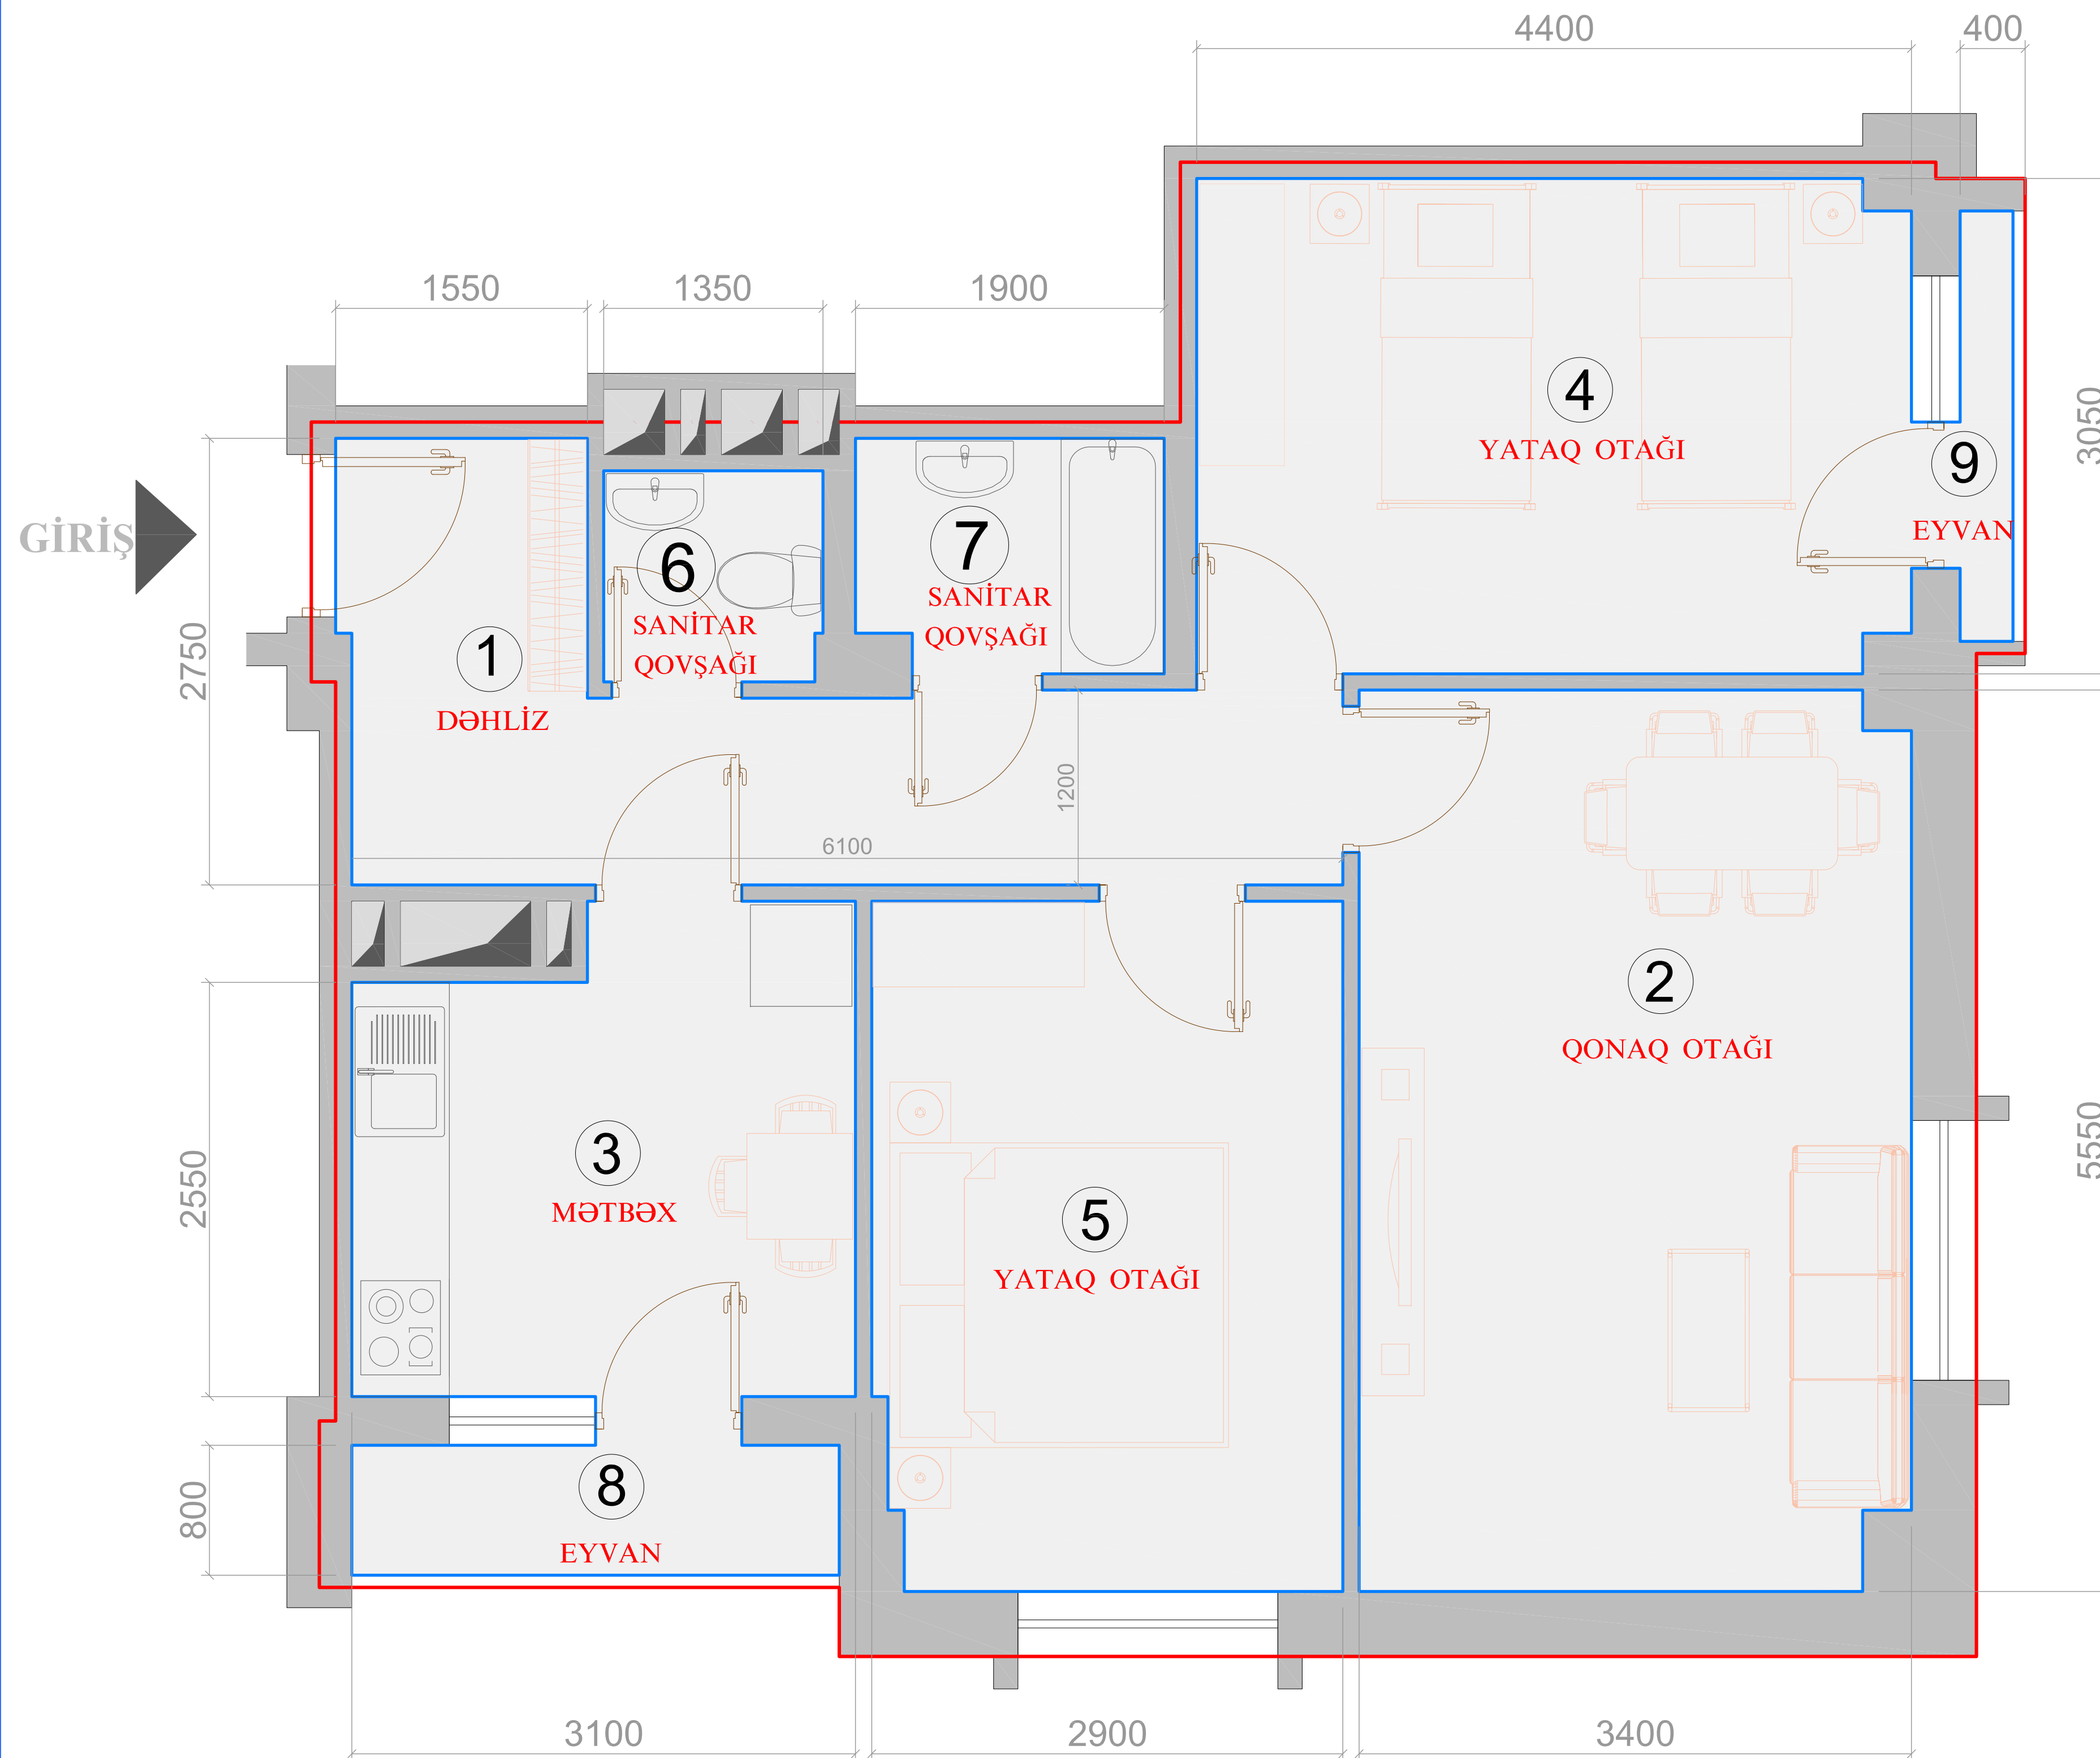 4400
400
1550
1350
1900
4
YATAQ OTAĞI
3050
9
EYVAN
GİRİŞ
6
SANİTAR
QOVŞAĞI
7
SANİTAR
QOVŞAĞI
1
DƏHLİZ
2750
1200
6100
2
QONAQ OTAĞI
3
MƏTBƏX
2550
5
YATAQ OTAĞI
5550
8
EYVAN
800
3100
2900
3400